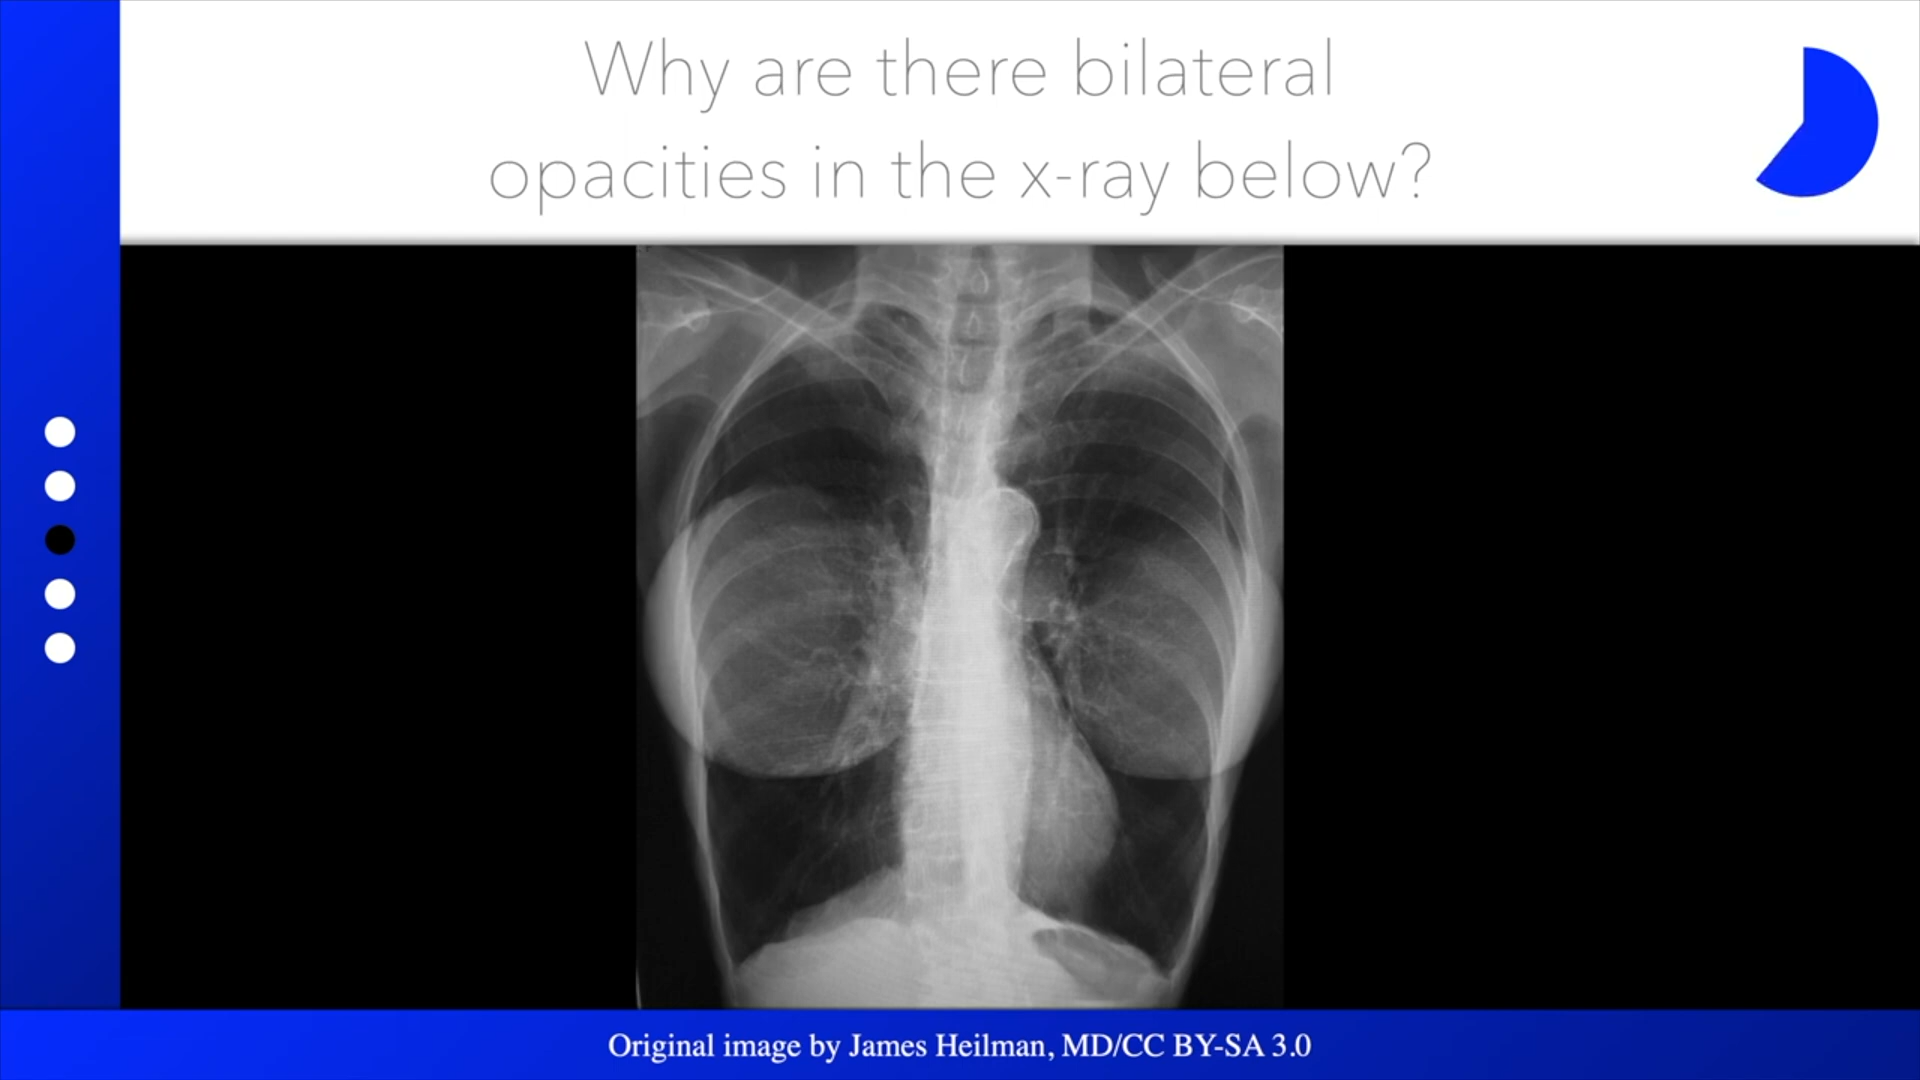 Why are there bilateral
opacities in the x-ray below?
Original image by James Heilman, MD/CC BY-SA 3.0